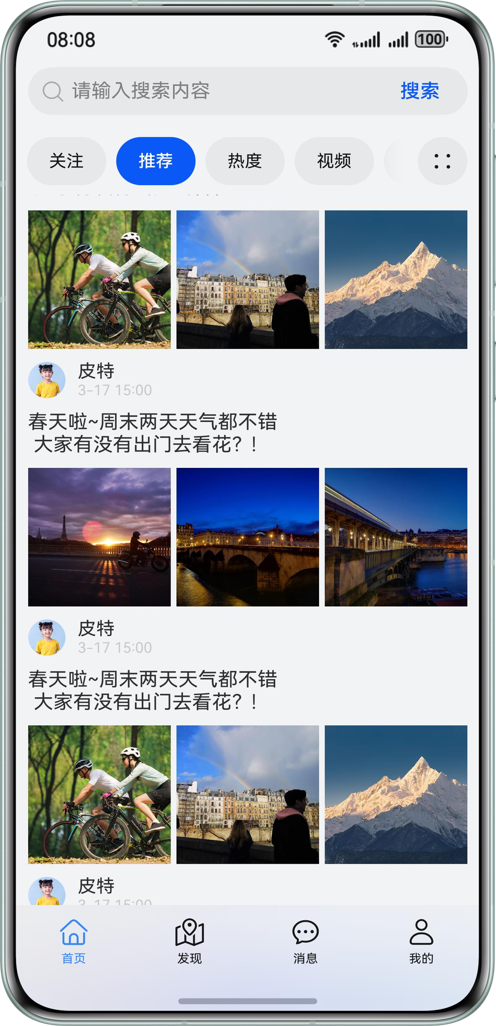 08:08
100
请输入搜索内容
搜索
关注
推荐
热度
视频
皮特
3-17 15:00
春天啦~周末两天天气都不错
大家有没有出门去看花？！
皮特
3-17 15:00
春天啦~周末两天天气都不错
大家有没有出门去看花？！
皮特
3-17 15:00
首页
发现
消息
我的